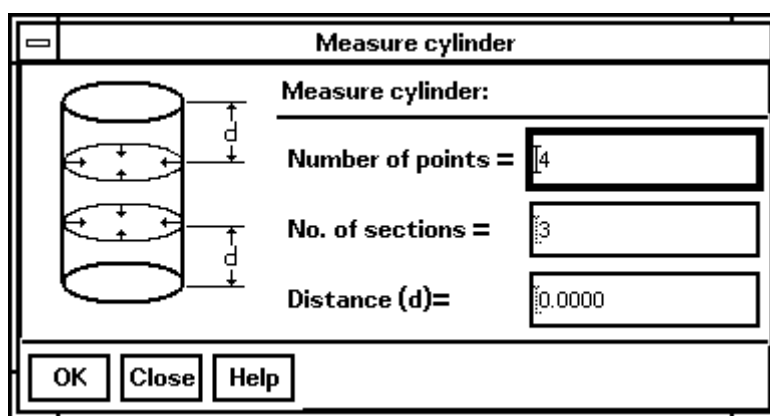 Measure cylinder
Measure cylinder:
d
Number of points = 4
No. of sections = 3
d
Distance (d)= 0.0000
OK Close Help